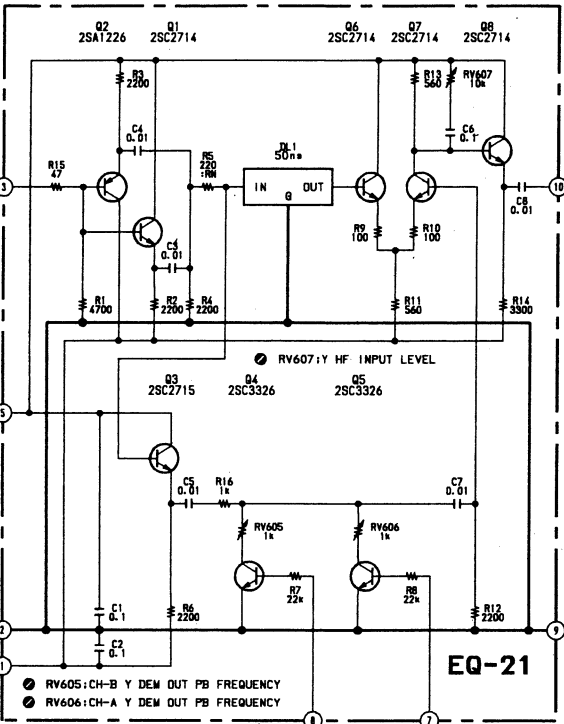 Q2 Q1 Q6 Q7 Q8
2SA1226 2SC2714 2SC2714 2SC2714 2SC2714
R3
2200
R13
560
RV607
10k
C4
0.01
C6
0.1
DL1
50ns
R15
47
R5
220
:RN
3
IN OUT
G
10
C8
0.01
C3
0.01
R9
100
R10
100
R1
4700
R2
2200
R4
2200
R11
560
R14
3300
RV607:Y HF INPUT LEVEL
Q3 Q4 Q5
2SC2715 2SC3326 2SC3326
5
C5
0.01
R16
1k
C7
0.01
RV605
1k
RV606
1k
R7
22k
R8
22k
C1
0.1
R6
2200
R12
2200
2
9
C2
0.1
1
EQ-21
RV605:CH-B Y DEM OUT PB FREQUENCY
RV606:CH-A Y DEM OUT PB FREQUENCY
7